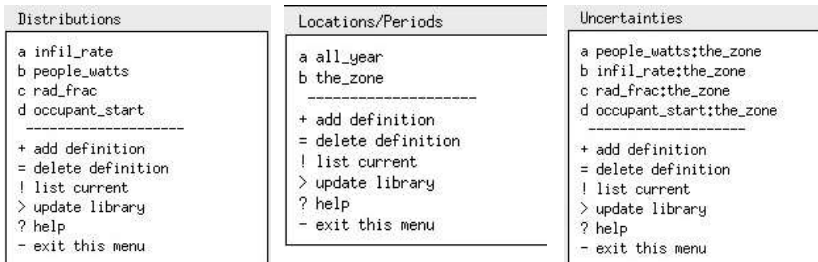 Distributions
a infil_rate
b people_watts
c rad_frac
d occupant_start
--------------------
+ add definition
= delete definition
! list current
> update library
? help
- exit this menu
Locations/Periods
a all_year
b the_zone
--------------------
+ add definition
= delete definition
! list current
> update library
? help
- exit this menu
Uncertainties
a people_watts:the_zone
b infil_rate:the_zone
c rad_frac:the_zone
d occupant_start:the_zone
--------------------
+ add definition
= delete definition
! list current
> update library
? help
- exit this menu